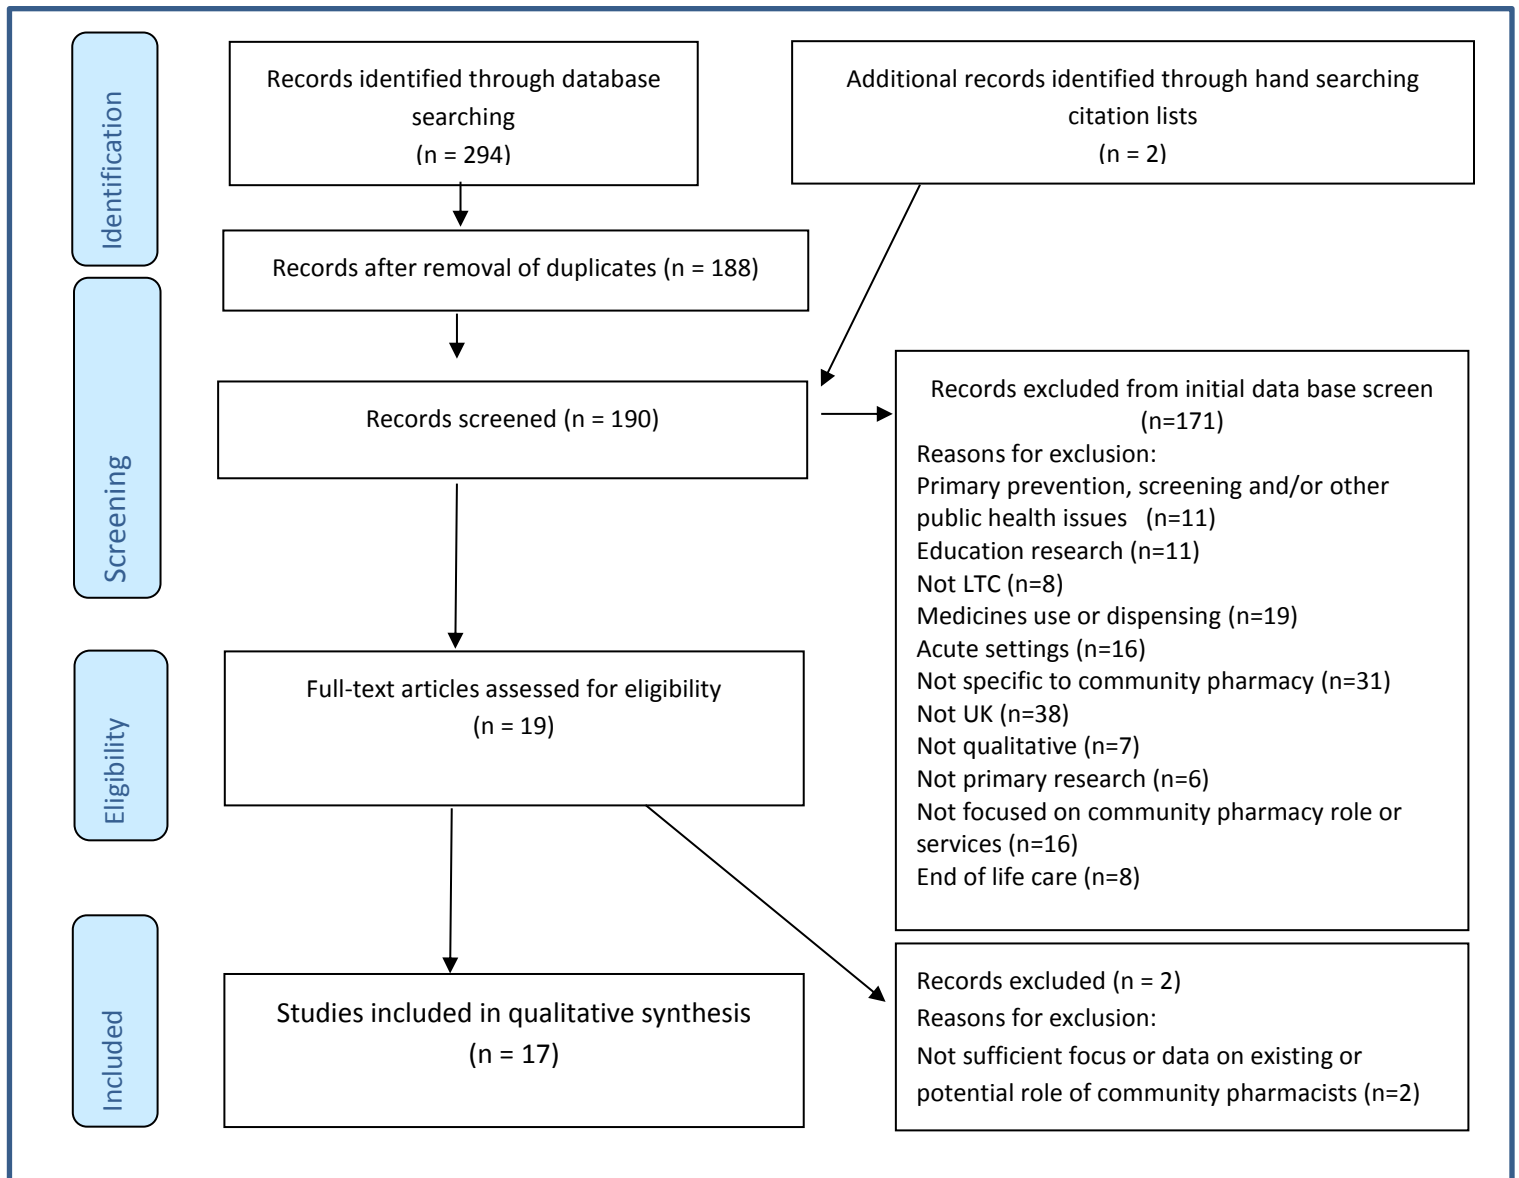 Identification
Records identified through database
searching
(n = 294)
Additional records identified through hand searching
citation lists
(n = 2)
Records after removal of duplicates (n = 188)
Screening
Records screened (n = 190)
Records excluded from initial data base screen
(n=171)
Reasons for exclusion:
Primary prevention, screening and/or other
public health issues (n=11)
Education research (n=11)
Not LTC (n=8)
Medicines use or dispensing (n=19)
Acute settings (n=16)
Not specific to community pharmacy (n=31)
Not UK (n=38)
Not qualitative (n=7)
Not primary research (n=6)
Not focused on community pharmacy role or
services (n=16)
End of life care (n=8)
Eligibility
Full-text articles assessed for eligibility
(n = 19)
Records excluded (n = 2)
Reasons for exclusion:
Not sufficient focus or data on existing or
potential role of community pharmacists (n=2)
Included
Studies included in qualitative synthesis
(n = 17)